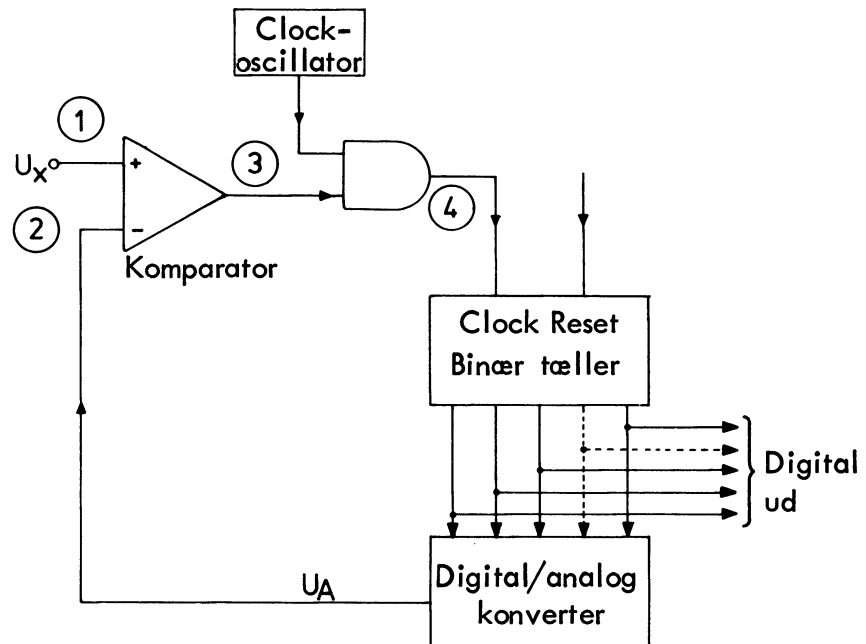 Clock-
oscillator
1
Ux
+
3
2
-
4
Komparator
Clock Reset
Binær tæller
Digital
ud
UA
Digital/analog
konverter